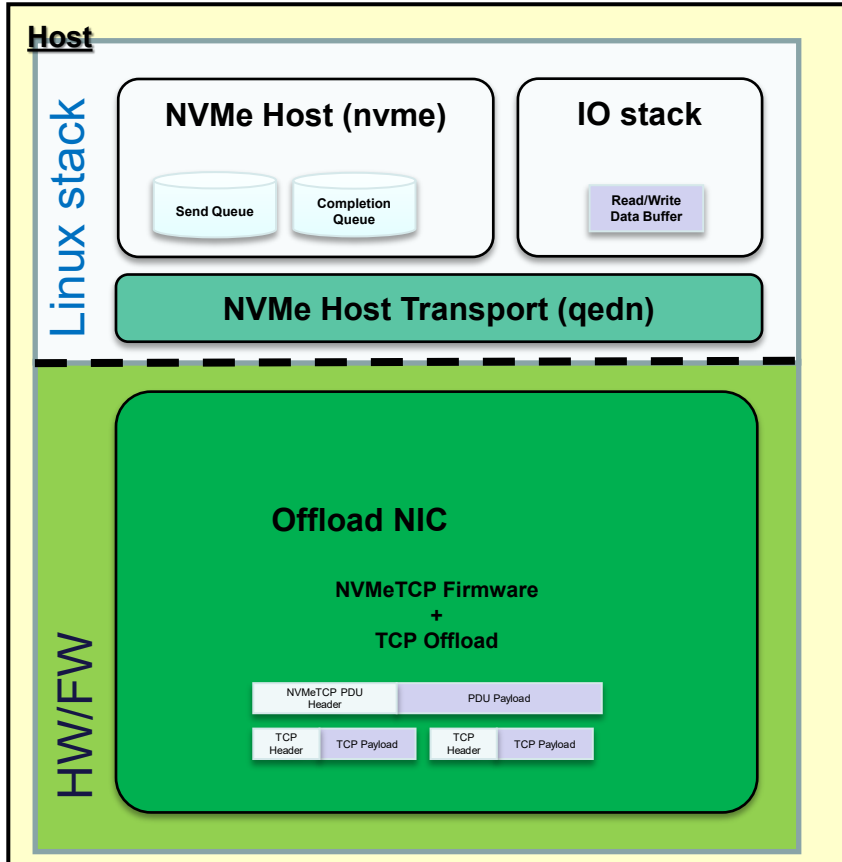 Host
Linux stack
NVMe Host (nvme)
Send Queue
Completion
Queue
IO stack
Read/Write
Data Buffer
NVMe Host Transport (qedn)
HW/FW
Offload NIC
NVMeTCP Firmware
+
TCP Offload
NVMeTCP PDU
Header
PDU Payload
TCP
Header
TCP Payload
TCP
Header
TCP Payload